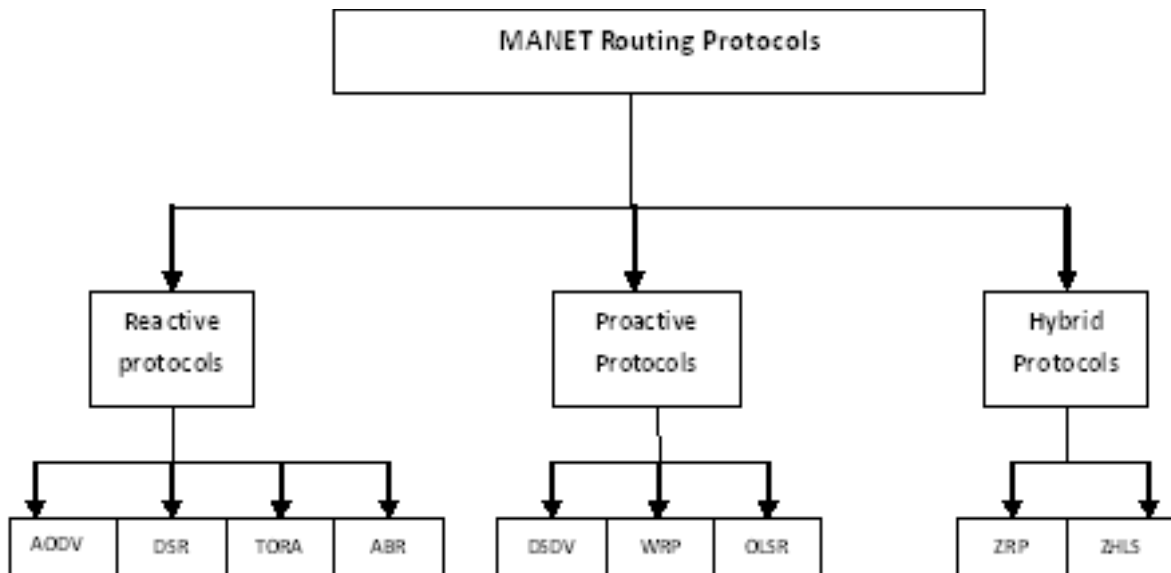 MANET Routing Protocols
Reactive
protocols
Proactive
Protocols
Hybrid
Protocols
AODV
DSR
TORA
ABR
DSDV
WRP
OLSR
ZRP
ZHLS